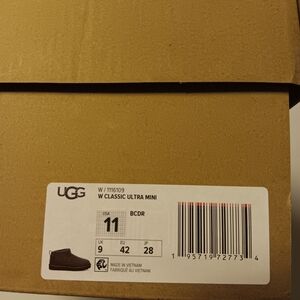 UGG
W / 1116109
W CLASSIC ULTRA MINI
USA
11
BCDR
UK
EU
JP
9
42
28
MADE IN VIETNAM
FABRIQUÉ AU VIETNAM
1 95719 72773 4